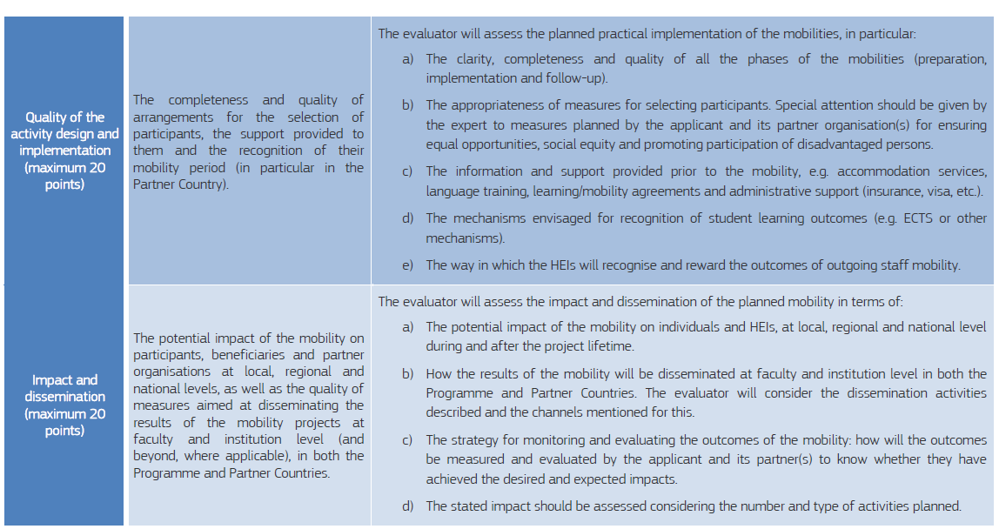 Quality of the
activity design and
implementation
(maximum 20
points)
The completeness and quality of
arrangements for the selection of
participants, the support provided to
them and the recognition of their
mobility period (in particular in the
Partner Country).
The evaluator will assess the planned practical implementation of the mobilities, in particular:
a) The clarity, completeness and quality of all the phases of the mobilities (preparation,
implementation and follow-up).
b) The appropriateness of measures for selecting participants. Special attention should be given by
the expert to measures planned by the applicant and its partner organisation(s) for ensuring
equal opportunities, social equity and promoting participation of disadvantaged persons.
c) The information and support provided prior to the mobility, e.g. accommodation services,
language training, learning/mobility agreements and administrative support (insurance, visa, etc.).
d) The mechanisms envisaged for recognition of student learning outcomes (e.g. ECTS or other
mechanisms).
e) The way in which the HEIs will recognise and reward the outcomes of outgoing staff mobility.
Impact and
dissemination
(maximum 20
points)
The potential impact of the mobility on
participants, beneficiaries and partner
organisations at local, regional and
national levels, as well as the quality of
measures aimed at disseminating the
results of the mobility projects at
faculty and institution level (and
beyond, where applicable), in both the
Programme and Partner Countries.
The evaluator will assess the impact and dissemination of the planned mobility in terms of:
a) The potential impact of the mobility on individuals and HEIs, at local, regional and national level
during and after the project lifetime.
b) How the results of the mobility will be disseminated at faculty and institution level in both the
Programme and Partner Countries. The evaluator will consider the dissemination activities
described and the channels mentioned for this.
c) The strategy for monitoring and evaluating the outcomes of the mobility: how will the outcomes
be measured and evaluated by the applicant and its partner(s) to know whether they have
achieved the desired and expected impacts.
d) The stated impact should be assessed considering the number and type of activities planned.